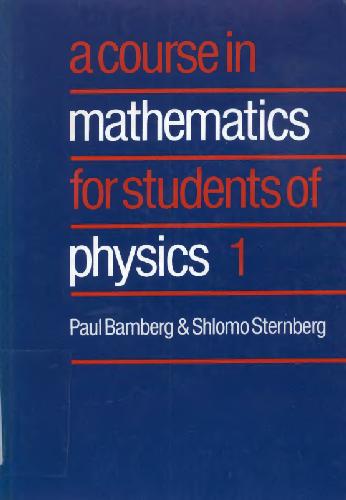 a course in
mathematics
for students of
physics 1
Paul Bamberg & Shlomo Sternberg